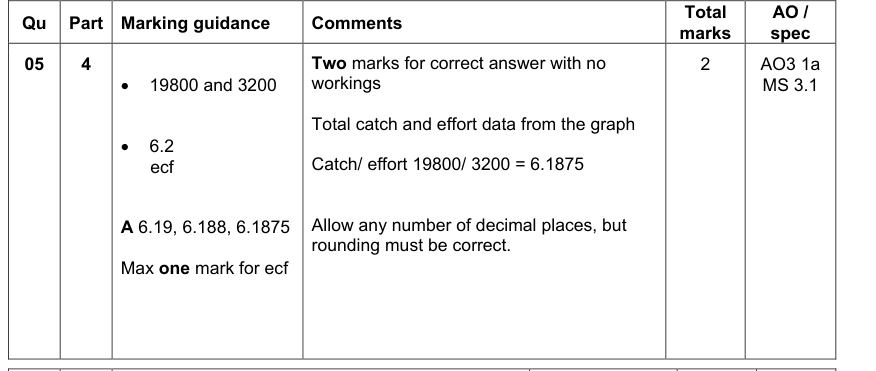 Qu Part Marking guidance Comments Total marks AO / spec
05 4
• 19800 and 3200
• 6.2
ecf
A 6.19, 6.188, 6.1875
Max one mark for ecf
Two marks for correct answer with no
workings
Total catch and effort data from the graph
Catch/ effort 19800/ 3200 = 6.1875
Allow any number of decimal places, but
rounding must be correct.
2
AO3 1a
MS 3.1